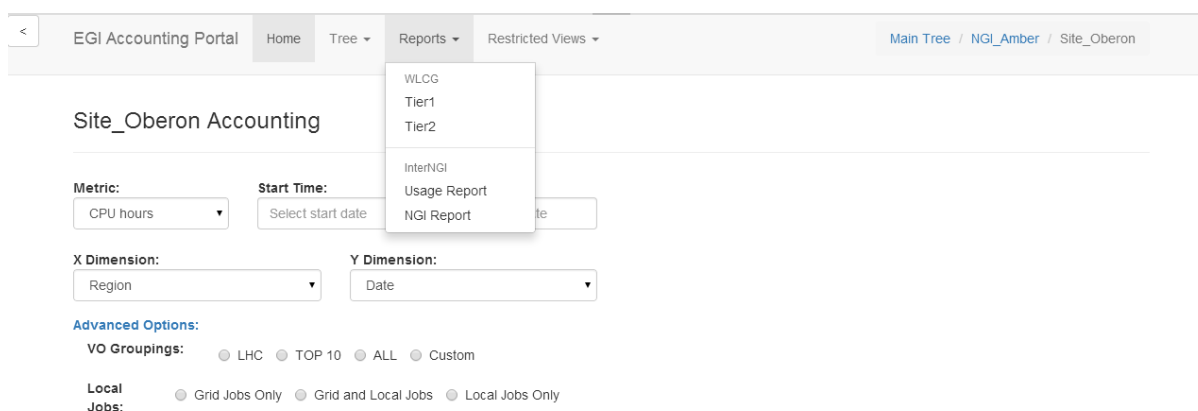 <
EGI Accounting Portal Home Tree Reports Restricted Views Main Tree / NGI_Amber / Site_Oberon
WLCG
Tier1
Tier2
InterNGI
Usage Report
NGI Report
Site_Oberon Accounting
Metric: Start Time:
CPU hours Select start date te
X Dimension: Y Dimension:
Region Date
Advanced Options:
VO Groupings: LHC TOP 10 ALL Custom
Local Jobs: Grid Jobs Only Grid and Local Jobs Local Jobs Only